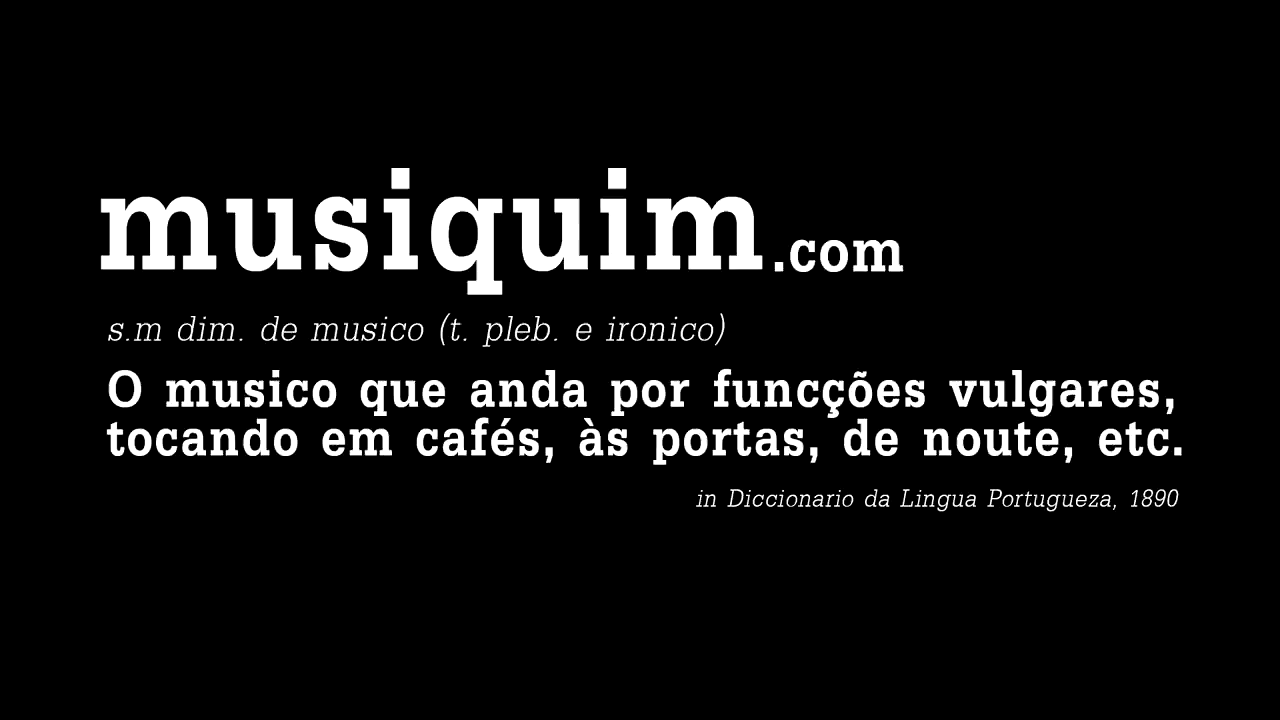 musiquim.com
s.m dim. de musico (t. pleb. e ironico)
O musico que anda por funcções vulgares,
tocando em cafés, às portas, de noute, etc.
in Diccionario da Lingua Portugueza, 1890